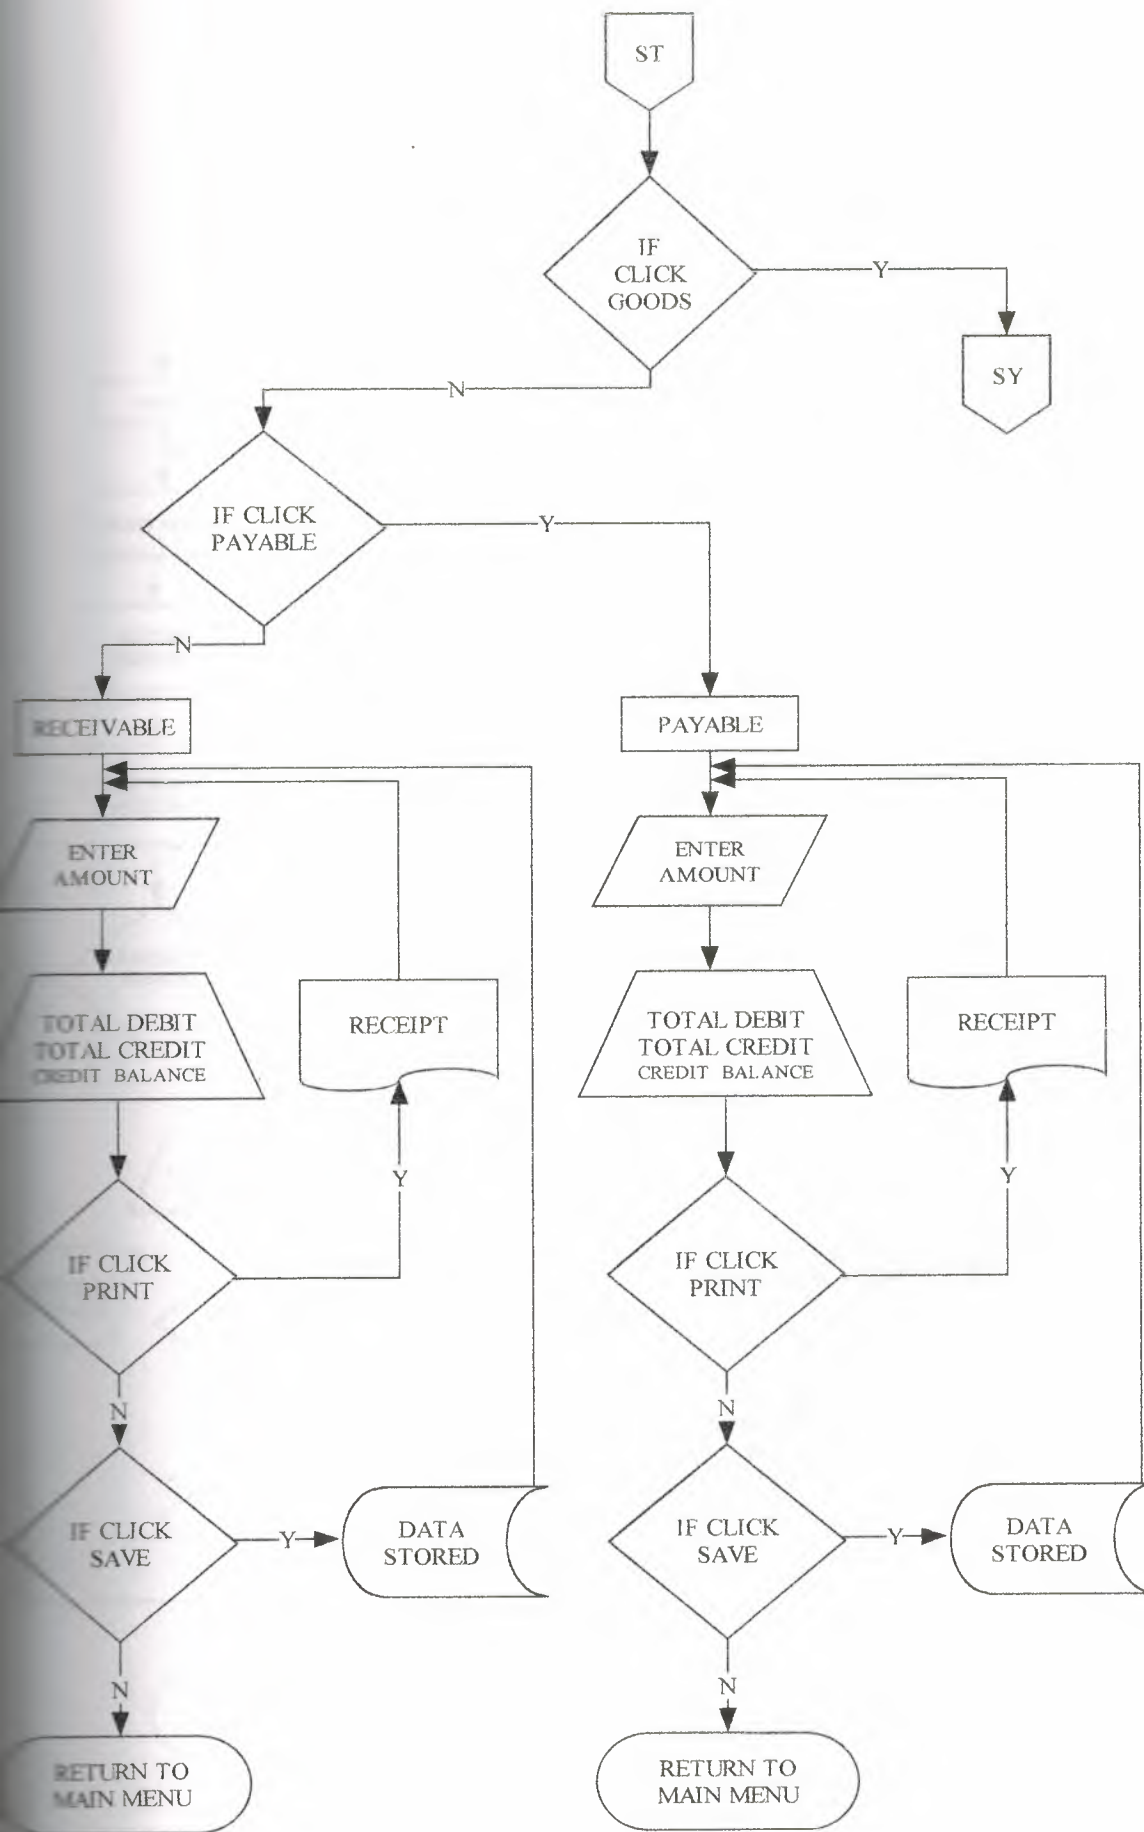 ST
IF
CLICK
GOODS
Y
SY
N
IF CLICK
PAYABLE
Y
N
RECEIVABLE
PAYABLE
ENTER
AMOUNT
ENTER
AMOUNT
TOTAL DEBIT
TOTAL CREDIT
CREDIT BALANCE
RECEIPT
TOTAL DEBIT
TOTAL CREDIT
CREDIT BALANCE
RECEIPT
Y
Y
IF CLICK
PRINT
IF CLICK
PRINT
N
N
IF CLICK
SAVE
Y
DATA
STORED
IF CLICK
SAVE
Y
DATA
STORED
N
N
RETURN TO
MAIN MENU
RETURN TO
MAIN MENU